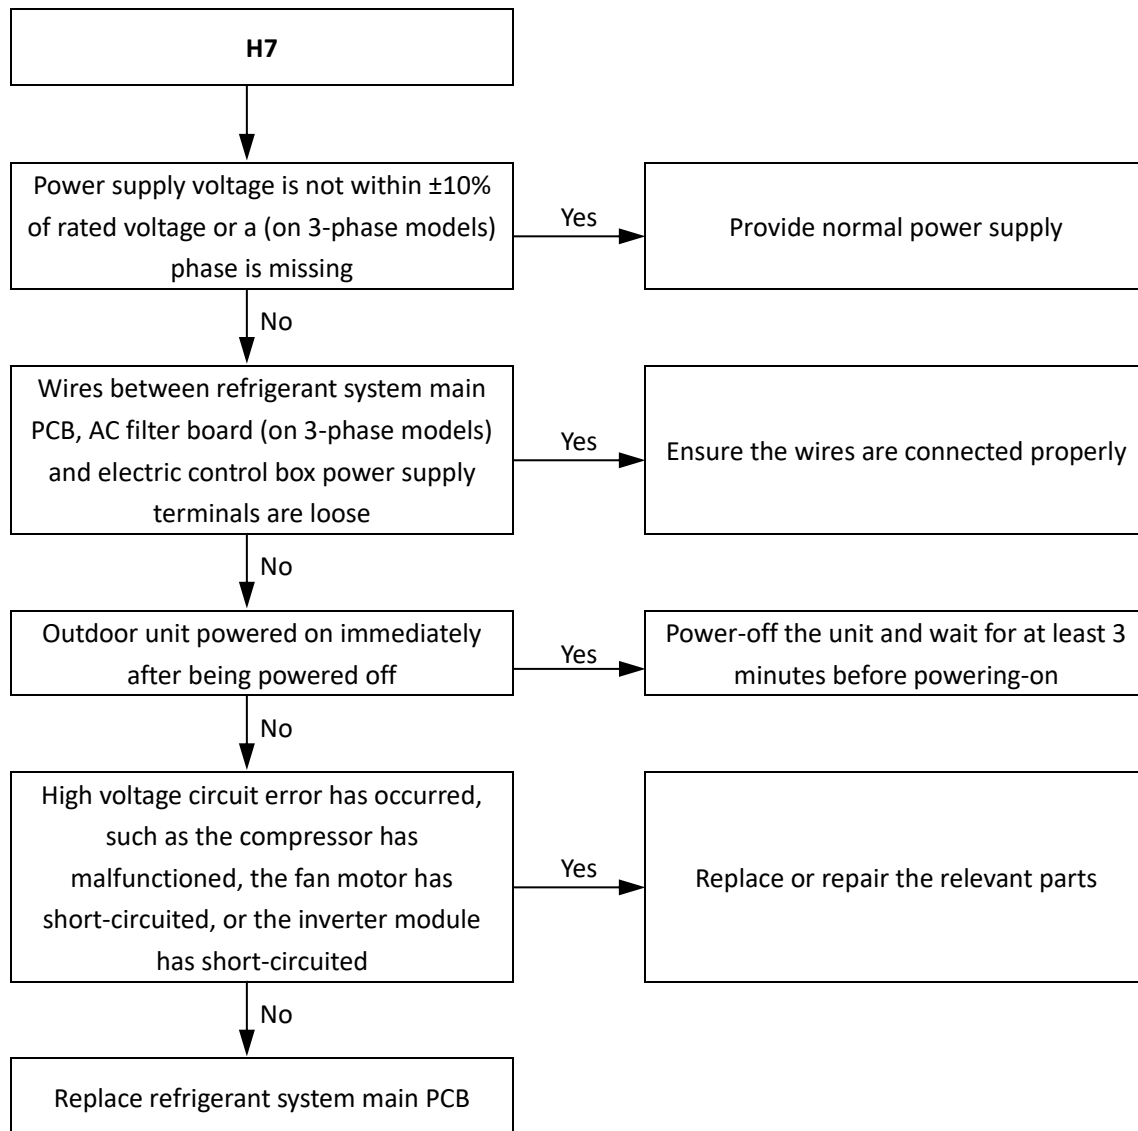 H7
Power supply voltage is not within ±10%
of rated voltage or a (on 3-phase models)
phase is missing
Yes
Provide normal power supply
No
Wires between refrigerant system main
PCB, AC filter board (on 3-phase models)
and electric control box power supply
terminals are loose
Yes
Ensure the wires are connected properly
No
Outdoor unit powered on immediately
after being powered off
Yes
Power-off the unit and wait for at least 3
minutes before powering-on
No
High voltage circuit error has occurred,
such as the compressor has
malfunctioned, the fan motor has
short-circuited, or the inverter module
has short-circuited
Yes
Replace or repair the relevant parts
No
Replace refrigerant system main PCB